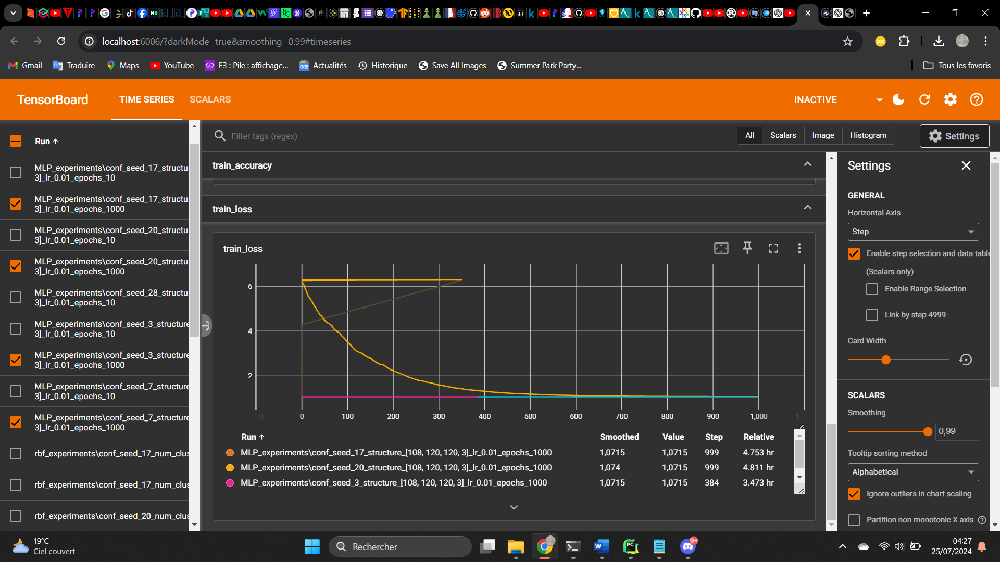 localhost:6006/?darkMode=true&smoothing=0.99#timeseries
Gmail
Traduire
Maps
YouTube
E3 : Pile : affichage...
Actualités
Historique
Save All Images
Summer Park Party...
Tous les favoris
TensorBoard
TIME SERIES
SCALARS
INACTIVE
Run
MLP_experiments\conf_seed_17_structu
3]_lr_0.01_epochs_10
MLP_experiments\conf_seed_17_structu
3]_lr_0.01_epochs_1000
MLP_experiments\conf_seed_20_structu
3]_lr_0.01_epochs_10
MLP_experiments\conf_seed_20_structu
3]_lr_0.01_epochs_1000
MLP_experiments\conf_seed_28_structu
3]_lr_0.01_epochs_10
MLP_experiments\conf_seed_3_structure
3]_lr_0.01_epochs_10
MLP_experiments\conf_seed_3_structure
3]_lr_0.01_epochs_1000
MLP_experiments\conf_seed_7_structure
3]_lr_0.01_epochs_10
MLP_experiments\conf_seed_7_structure
3]_lr_0.01_epochs_1000
rbf_experiments\conf_seed_17_num_clus
rbf_experiments\conf_seed_17_num_clus
rbf_experiments\conf_seed_20_num_clus
Filter tags (regex)
All
Scalars
Image
Histogram
Settings
train_accuracy
train_loss
train_loss
6
4
2
0 100 200 300 400 500 600 700 800 900 1,000
Run Smoothed Value Step Relative
MLP_experiments\conf_seed_17_structure_[108, 120, 120, 3]_lr_0.01_epochs_1000 1,0715 1,0715 999 4.753 hr
MLP_experiments\conf_seed_20_structure_[108, 120, 120, 3]_lr_0.01_epochs_1000 1,074 1,0715 999 4.811 hr
MLP_experiments\conf_seed_3_structure_[108, 120, 120, 3]_lr_0.01_epochs_1000 1,0715 1,0715 384 3.473 hr
Settings
GENERAL
Horizontal Axis
Step
Enable step selection and data table
(Scalars only)
Enable Range Selection
Link by step 4999
Card Width
SCALARS
Smoothing
0,99
Tooltip sorting method
Alphabetical
Ignore outliers in chart scaling
Partition non-monotonic X axis
19°C
Ciel couvert
Rechercher
9+
04:27
25/07/2024